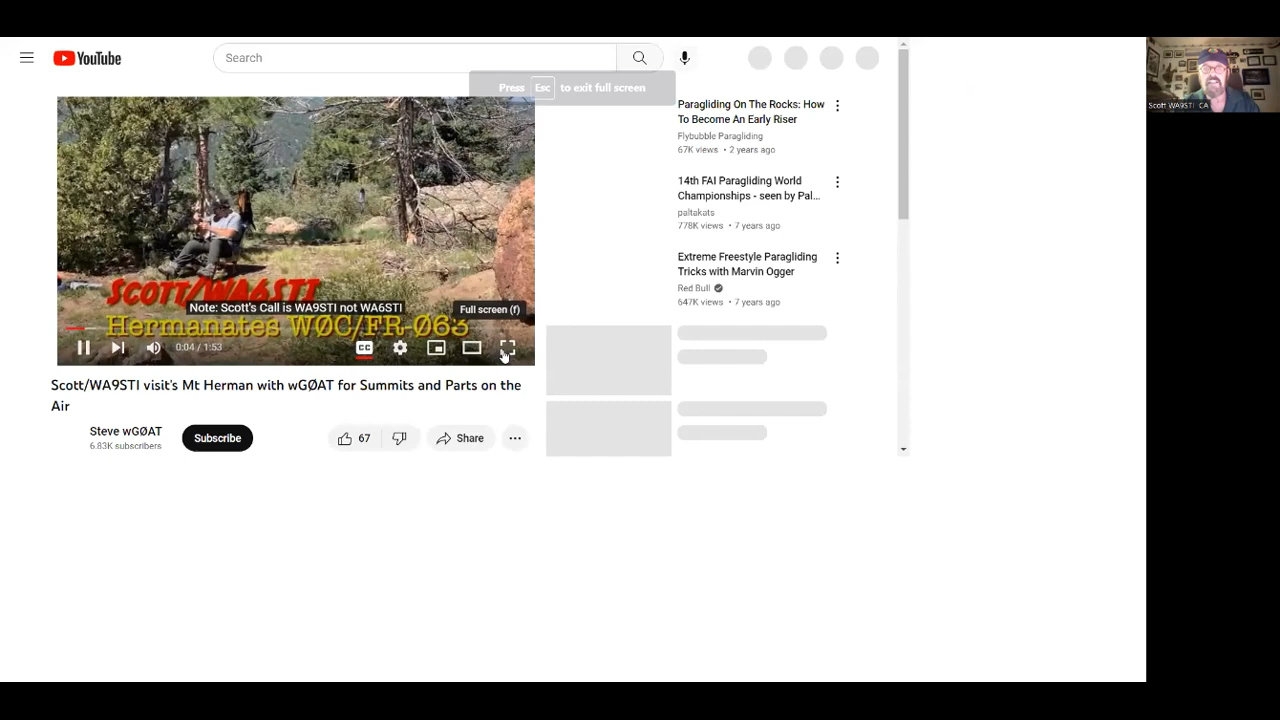 YouTube
Search
Press Esc to exit full screen
SCOTT/WA6STI
Note: Scott's Call is WA9STI not WA6STI
Full screen (f)
Hermanates WØC/FR-Ø63
0:04 / 1:53
CC
Scott/WA9STI visit's Mt Herman with wGØAT for Summits and Parts on the
Air
Steve wGØAT
6.83K subscribers
Subscribe
67
Share
Paragliding On The Rocks: How
To Become An Early Riser
Flybubble Paragliding
67K views • 2 years ago
14th FAI Paragliding World
Championships - seen by Pal...
paltakats
778K views • 7 years ago
Extreme Freestyle Paragliding
Tricks with Marvin Ogger
Red Bull
647K views • 7 years ago
Scott WA9STI CA